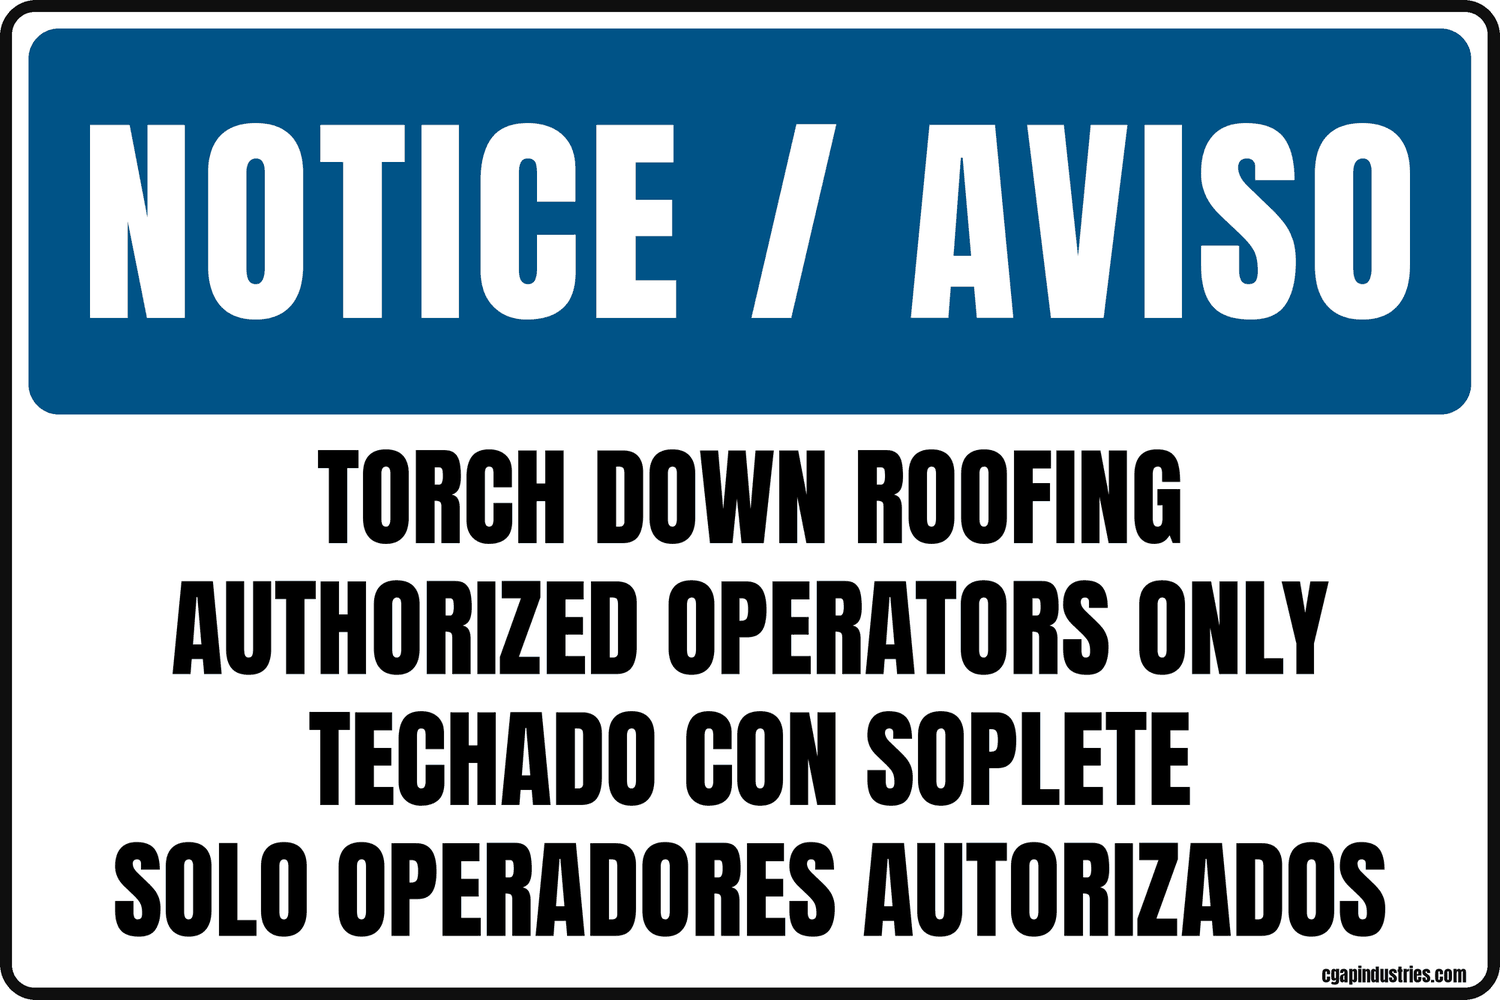 NOTICE / AVISO
TORCH DOWN ROOFING
AUTHORIZED OPERATORS ONLY
TECHADO CON SOPLETE
SOLO OPERADORES AUTORIZADOS
cgapindustries.com